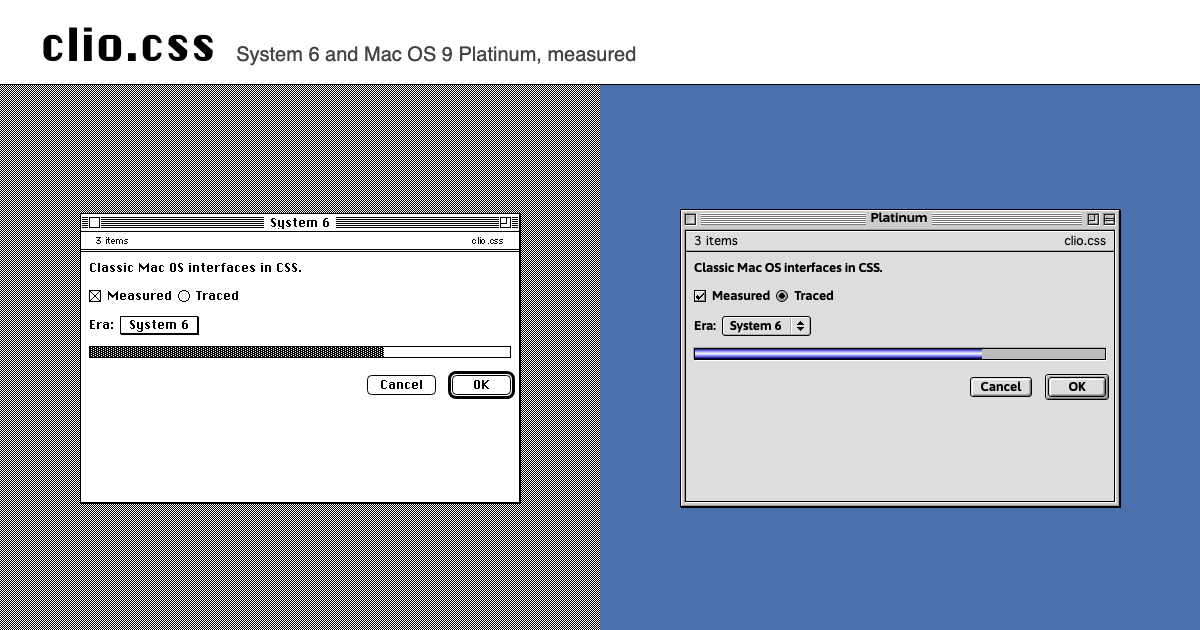 clio.css System 6 and Mac OS 9 Platinum, measured
System 6
3 items clio.css
Classic Mac OS interfaces in CSS.
Measured Traced
Era: System 6
Cancel OK
Platinum
3 items clio.css
Classic Mac OS interfaces in CSS.
Measured Traced
Era: System 6
Cancel OK